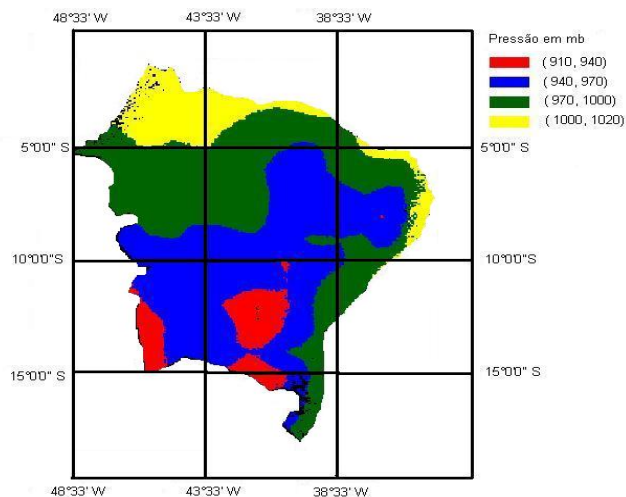 48°33' W 43°33' W 38°33' W
Pressão em mb
( 910, 940)
( 940, 970)
( 970, 1000)
( 1000, 1020)
5°0'0" S 5°0'0" S
10°0'0" S 10°0'0" S
15°0'0" S 15°0'0" S
48°33' W 43°33' W 38°33' W